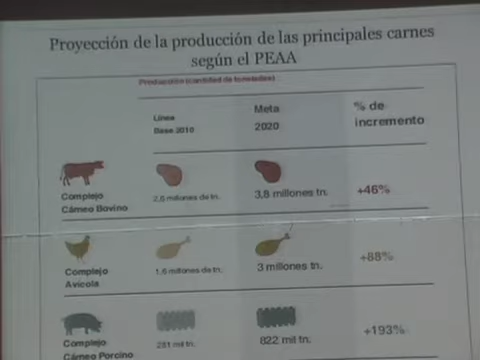 Proyección de la producción de las principales carnes
según el PEAA
Producción (cantidad de toneladas)
Línea
Base 2010
Meta
2020
% de
incremento
Complejo
Cárneo Bovino
2,6 millones de tn.
3,8 millones tn.
+46%
Complejo
Avícola
1,6 millones de tn.
3 millones tn.
+88%
Complejo
Cárneo Porcino
281 mil tn.
822 mil tn.
+193%